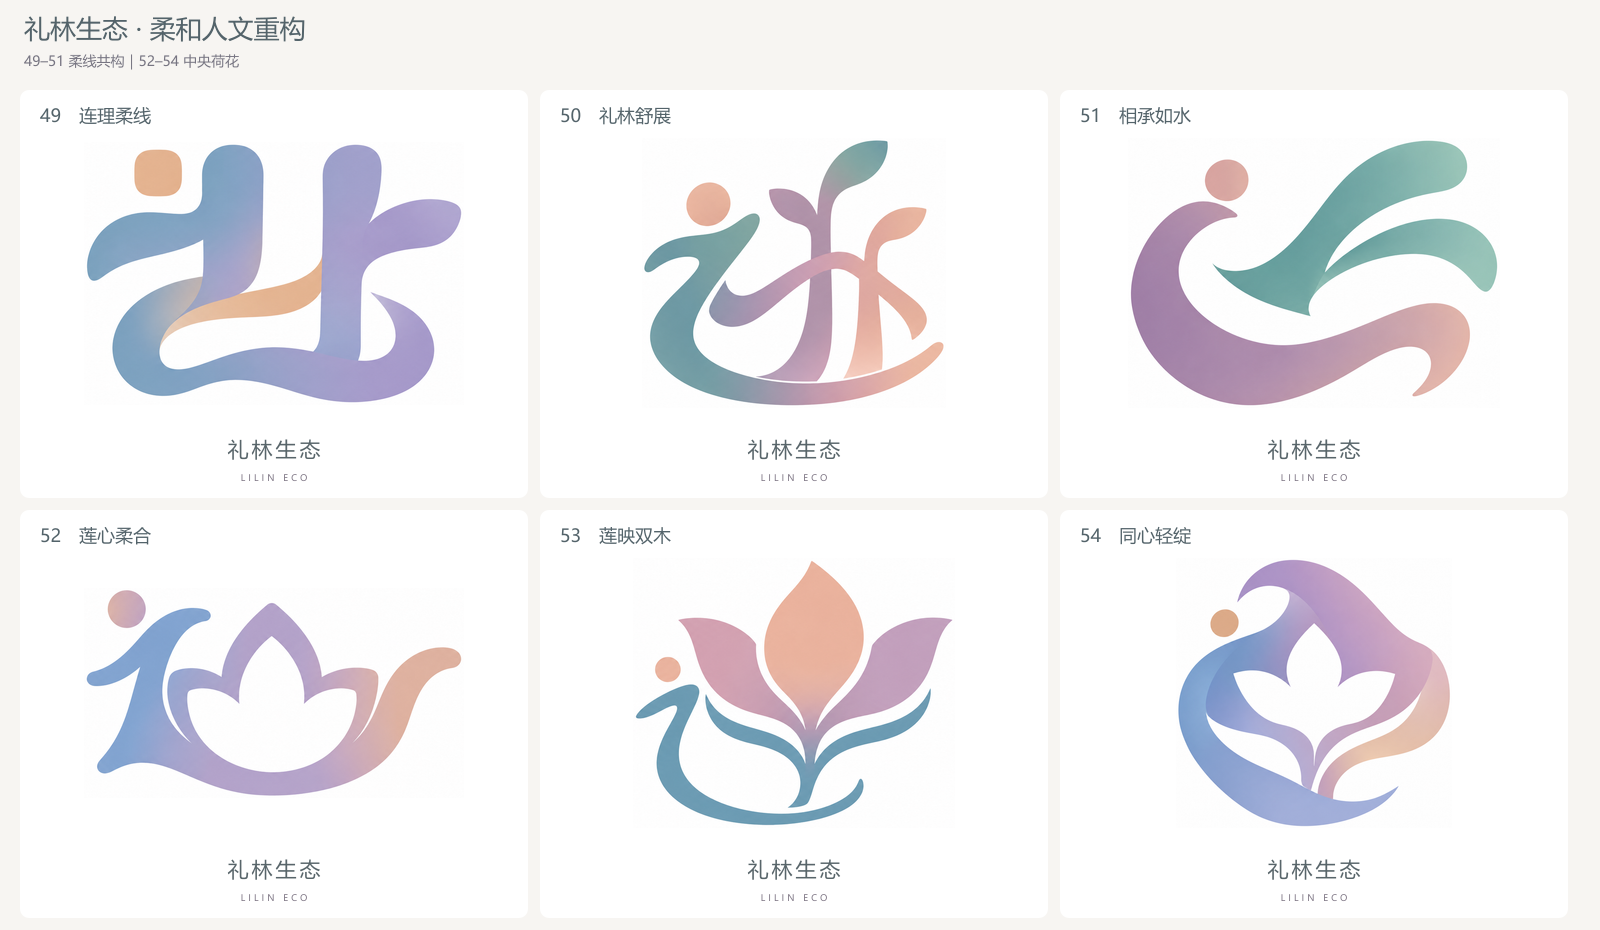 礼林生态 · 柔和人文重构
49–51 柔线共构｜52–54 中央荷花
49 连理柔线
礼林生态
LILIN ECO
50 礼林舒展
礼林生态
LILIN ECO
51 相承如水
礼林生态
LILIN ECO
52 莲心柔合
礼林生态
LILIN ECO
53 莲映双木
礼林生态
LILIN ECO
54 同心轻绽
礼林生态
LILIN ECO